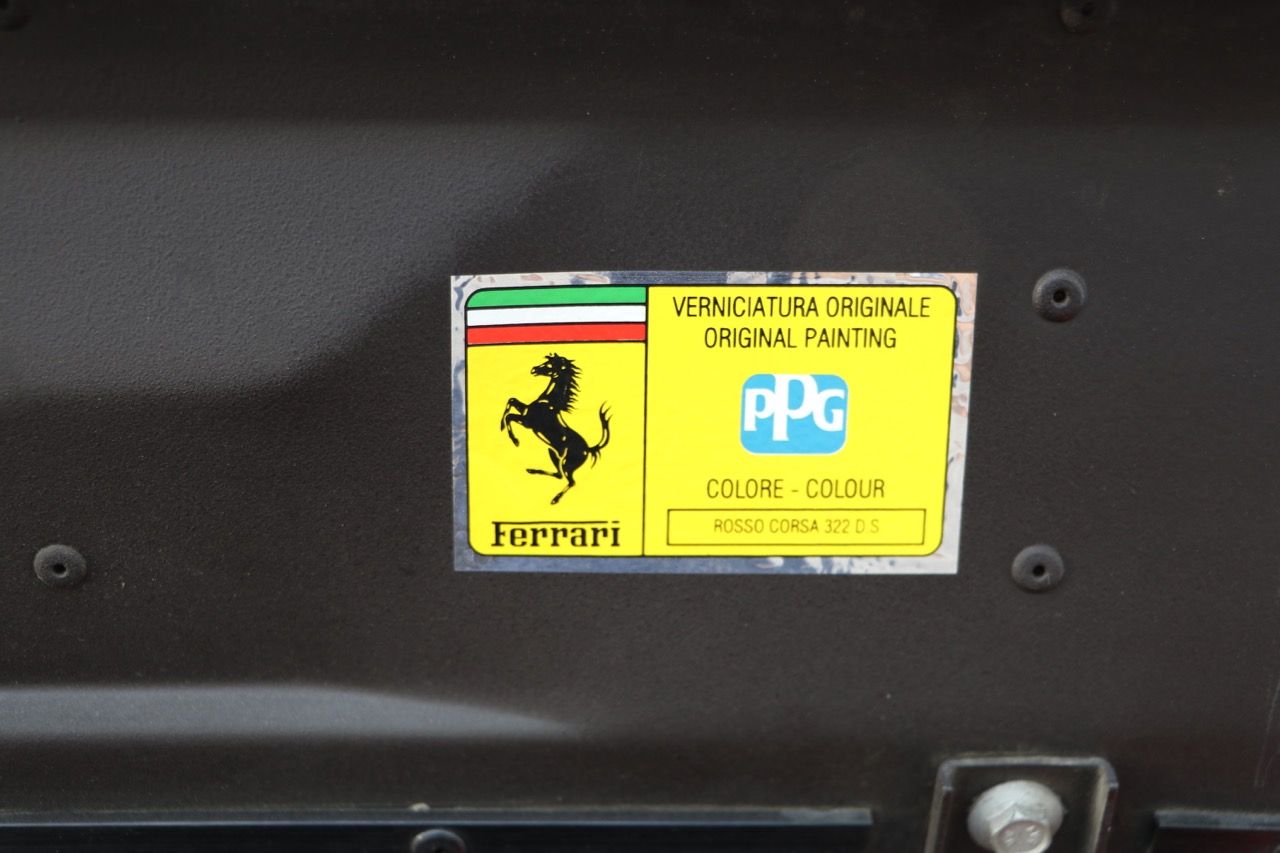 VERNICIATURA ORIGINALE
ORIGINAL PAINTING
PPG
COLORE - COLOUR
ROSSO CORSA 322 D S
Ferrari